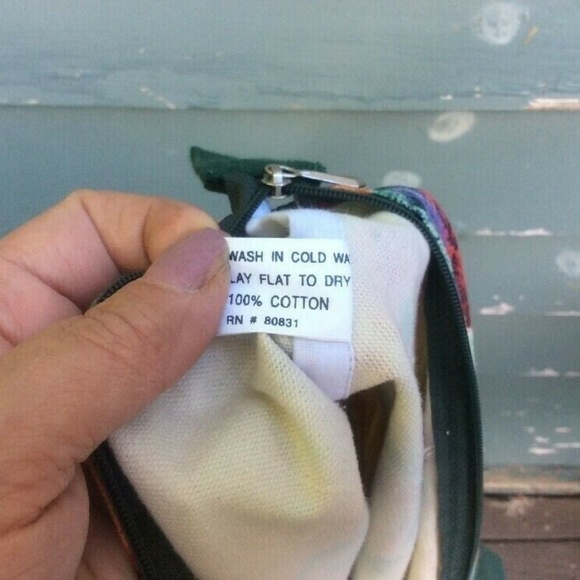 WASH IN COLD WA
LAY FLAT TO DRY
100% COTTON
RN # 80831